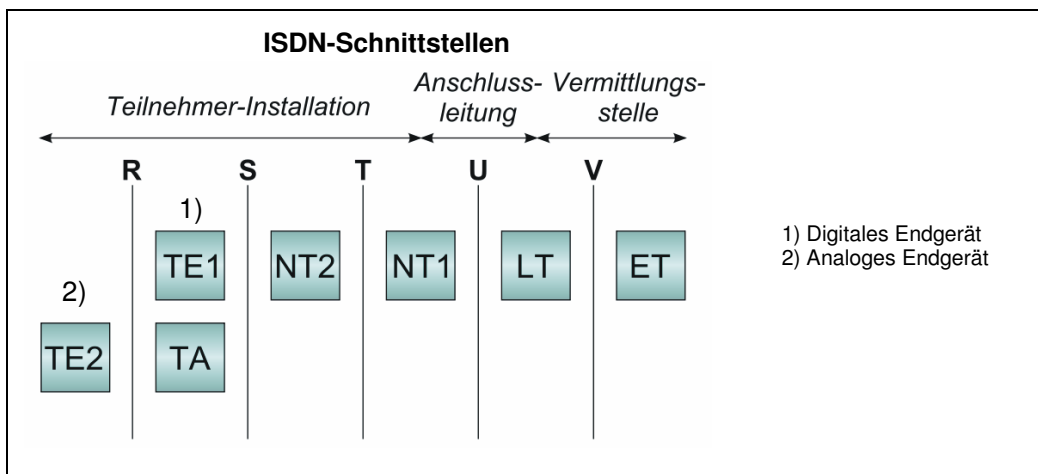 ISDN-Schnittstellen
Teilnehmer-Installation
Anschluss-
leitung
Vermittlungs-
stelle
R S T U V
1)
TE1 NT2 NT1 LT ET
2)
TE2 TA
1) Digitales Endgerät
2) Analoges Endgerät